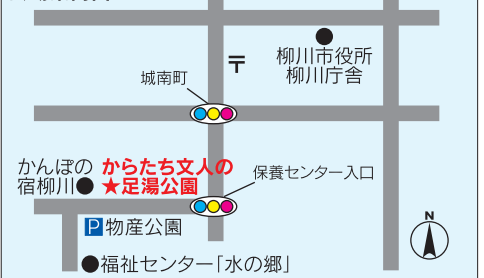 柳川市役所
柳川庁舎
〒
城南町
かんぽの
宿柳川●
からたち文人の
★足湯公園
保養センター入口
P 物産公園
N
●福祉センター「水の郷」